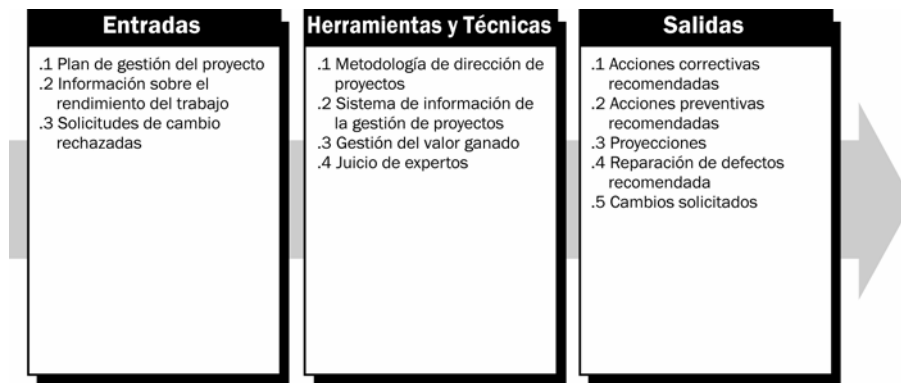 Entradas
.1 Plan de gestión del proyecto
.2 Información sobre el
rendimiento del trabajo
.3 Solicitudes de cambio
rechazadas
Herramientas y Técnicas
.1 Metodología de dirección de
proyectos
.2 Sistema de información de
la gestión de proyectos
.3 Gestión del valor ganado
.4 Juicio de expertos
Salidas
.1 Acciones correctivas
recomendadas
.2 Acciones preventivas
recomendadas
.3 Proyecciones
.4 Reparación de defectos
recomendada
.5 Cambios solicitados